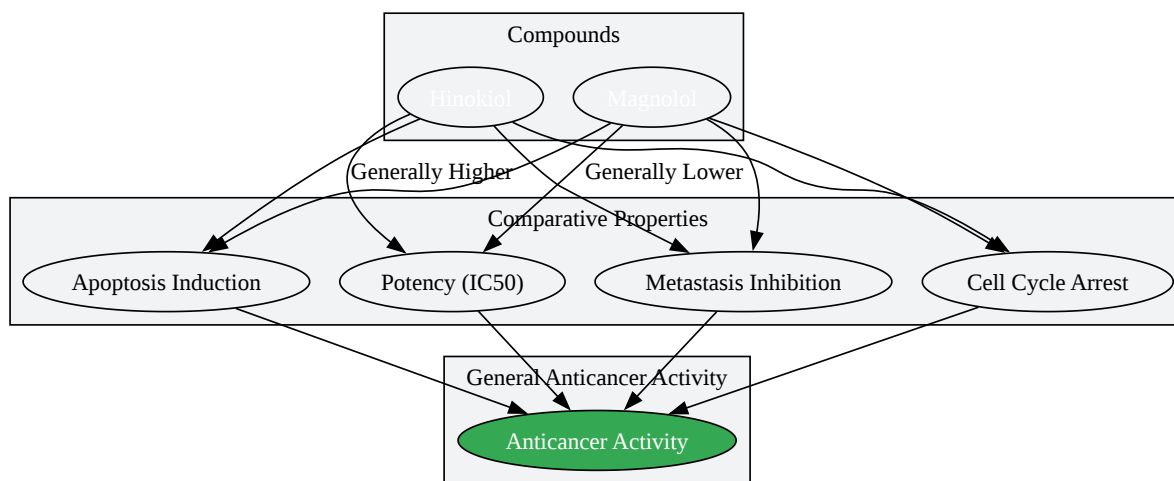 Compounds
Hinokiol
Magnolol
Generally Higher
Generally Lower
Comparative Properties
Apoptosis Induction
Potency (IC50)
Metastasis Inhibition
Cell Cycle Arrest
General Anticancer Activity
Anticancer Activity